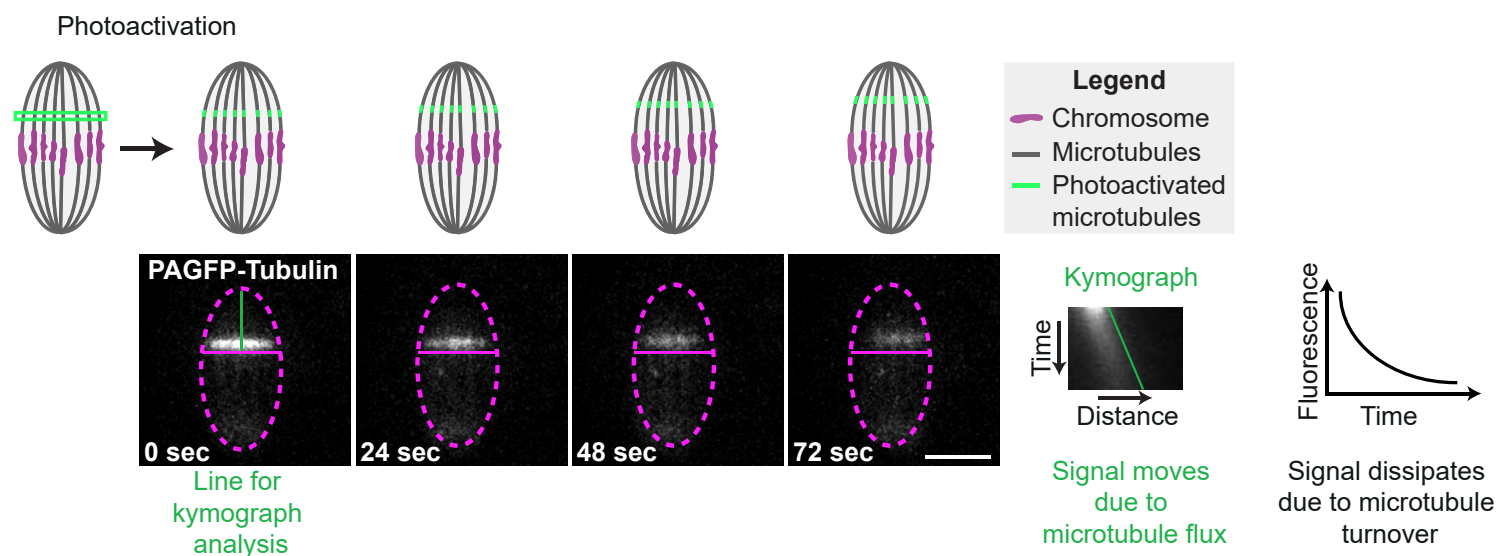 Photoactivation
Legend
Chromosome
Microtubules
Photoactivated
microtubules
PAGFP-Tubulin
0 sec
24 sec
48 sec
72 sec
Line for
kymograph
analysis
Kymograph
Time
Distance
Signal moves
due to
microtubule flux
Fluorescence
Time
Signal dissipates
due to microtubule
turnover